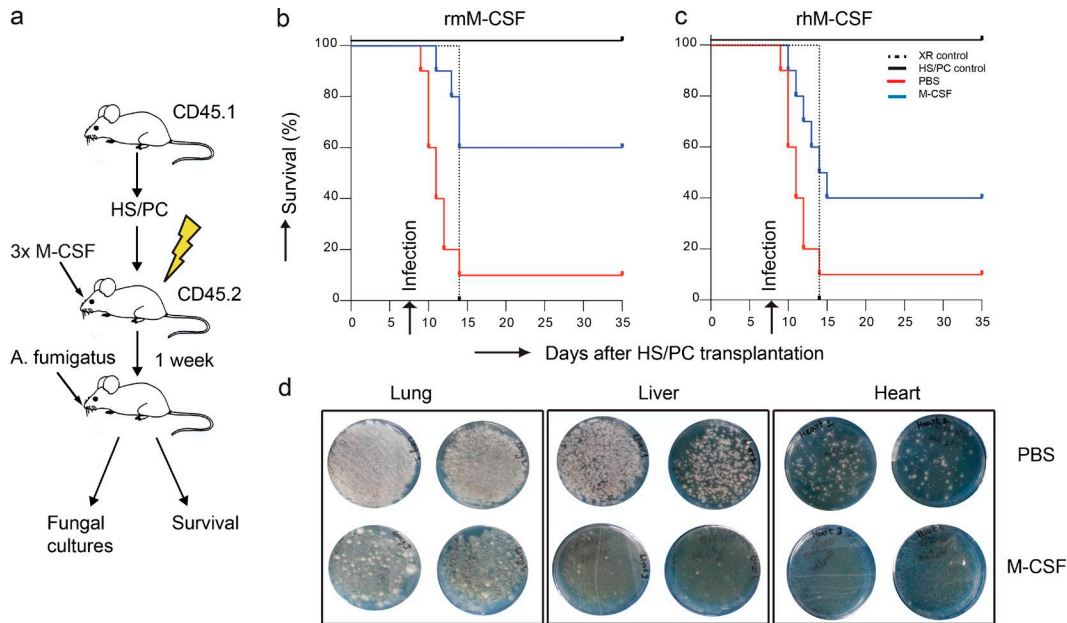 a
CD45.1
HS/PC
3x M-CSF
CD45.2
A. fumigatus
1 week
Fungal
cultures
Survival
b
rmM-CSF
Survival (%)
100
80
60
40
20
0
Infection
0 5 10 15 20 25 30 35
c
rhM-CSF
XR control
HS/PC control
PBS
M-CSF
100
80
60
40
20
0
Infection
0 5 10 15 20 25 30 35
Days after HS/PC transplantation
d
Lung
Liver
Heart
PBS
M-CSF
Heart 3